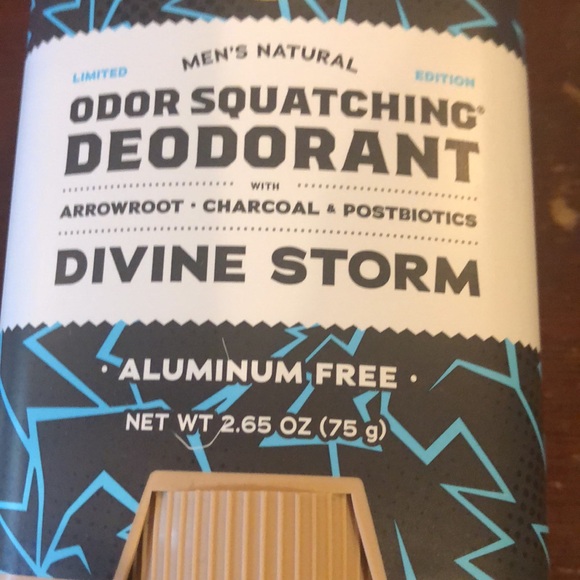 MEN'S NATURAL
LIMITED EDITION
ODOR SQUATCHING®
DEODORANT
WITH
ARROWROOT • CHARCOAL & POSTBIOTICS
DIVINE STORM
• ALUMINUM FREE •
NET WT 2.65 OZ (75 g)